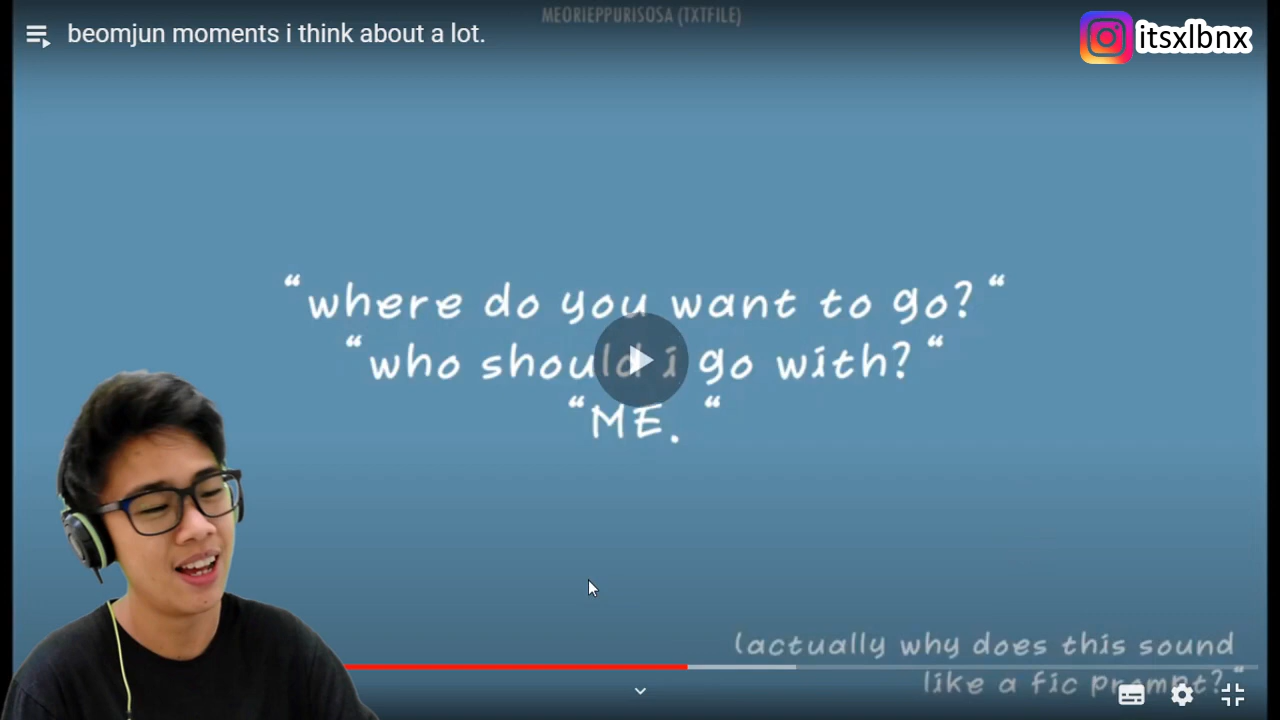 MEORIEPPURISOSA (TXTFILE)
beomjun moments i think about a lot.
itsxlbnx
“where do you want to go?“
“who should i go with?“
“ME. “
(actually why does this sound
like a fic prompt?“